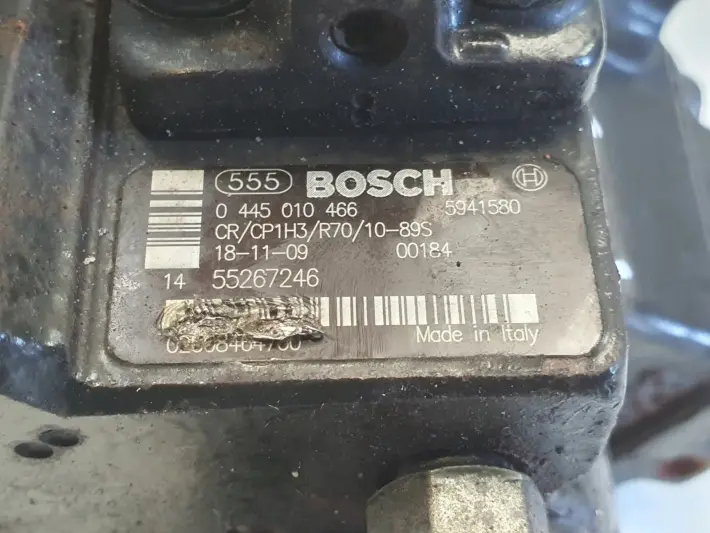 555 BOSCH
0 445 010 466 5941580
CR/CP1H3/R70/10-89S
18-11-09 00184
14 55267246
Made in Italy